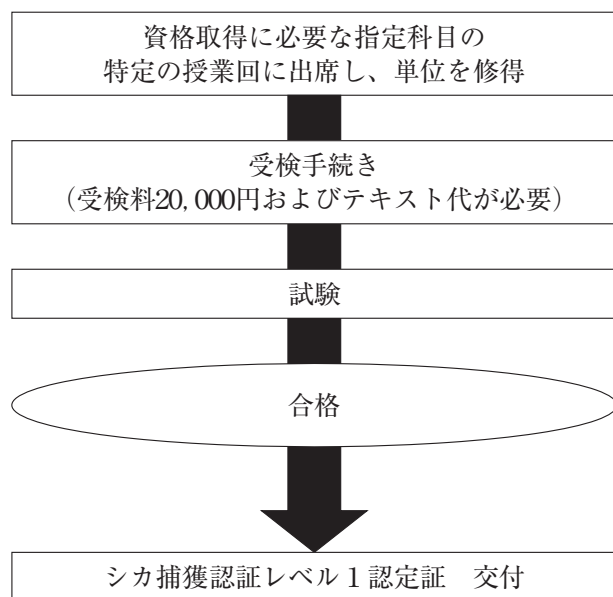 資格取得に必要な指定科目の
特定の授業回に出席し、単位を修得
受検手続き
（受検料20,000円およびテキスト代が必要）
試験
合格
シカ捕獲認証レベル１認定証　交付